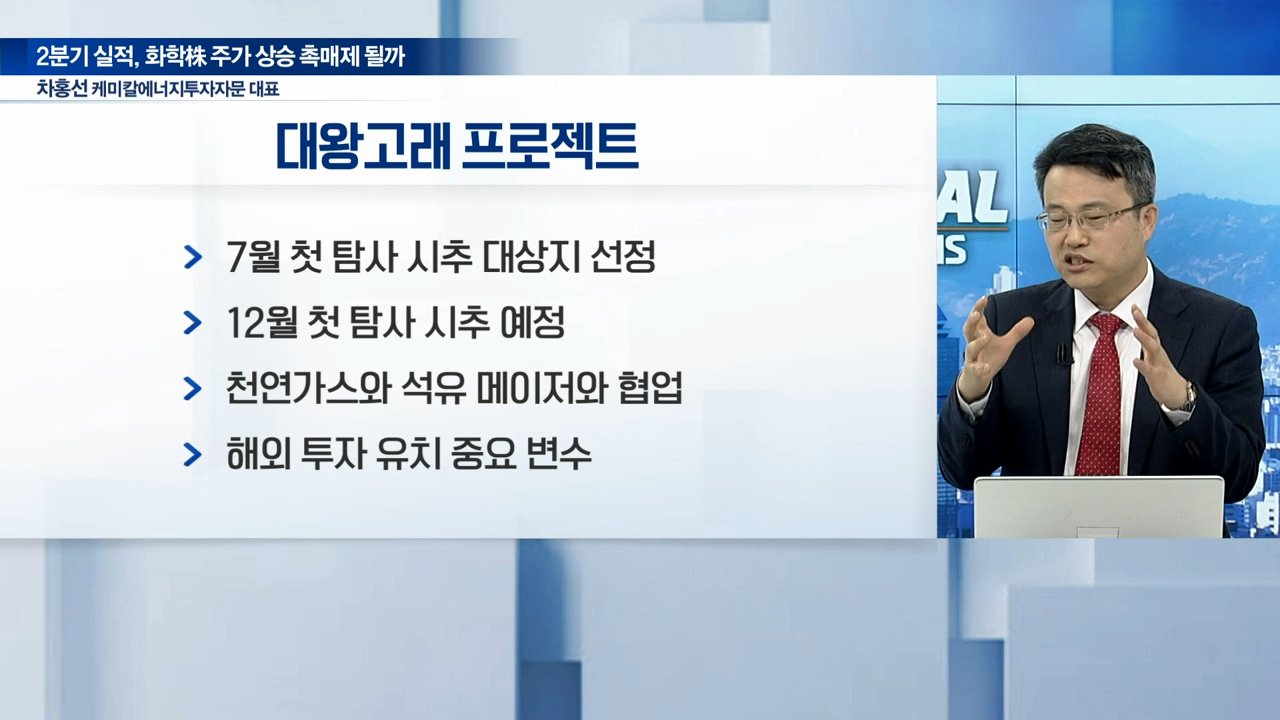 2분기 실적, 화학株 주가 상승 촉매제 될까
차홍선 케미칼에너지투자자문 대표
대왕고래 프로젝트
> 7월 첫 탐사 시추 대상지 선정
> 12월 첫 탐사 시추 예정
> 천연가스와 석유 메이저와 협업
> 해외 투자 유치 중요 변수
AL
IS